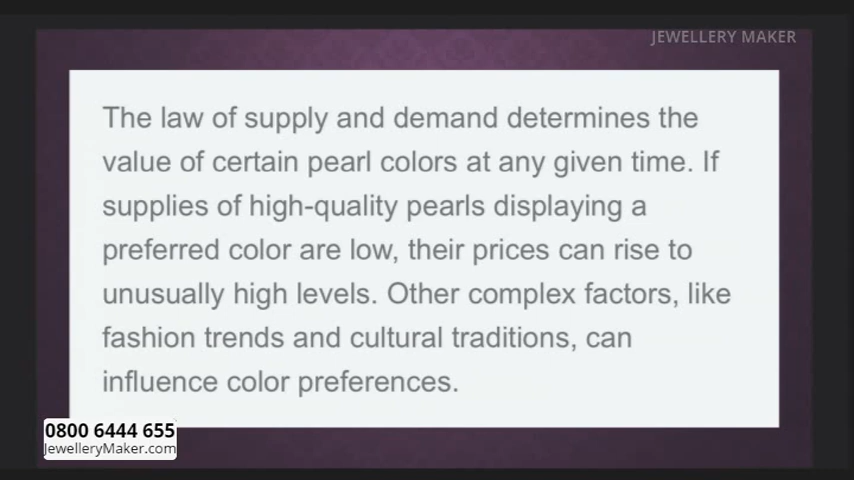 JEWELLERY MAKER
The law of supply and demand determines the
value of certain pearl colors at any given time. If
supplies of high-quality pearls displaying a
preferred color are low, their prices can rise to
unusually high levels. Other complex factors, like
fashion trends and cultural traditions, can
influence color preferences.
0800 6444 655
JewelleryMaker.com